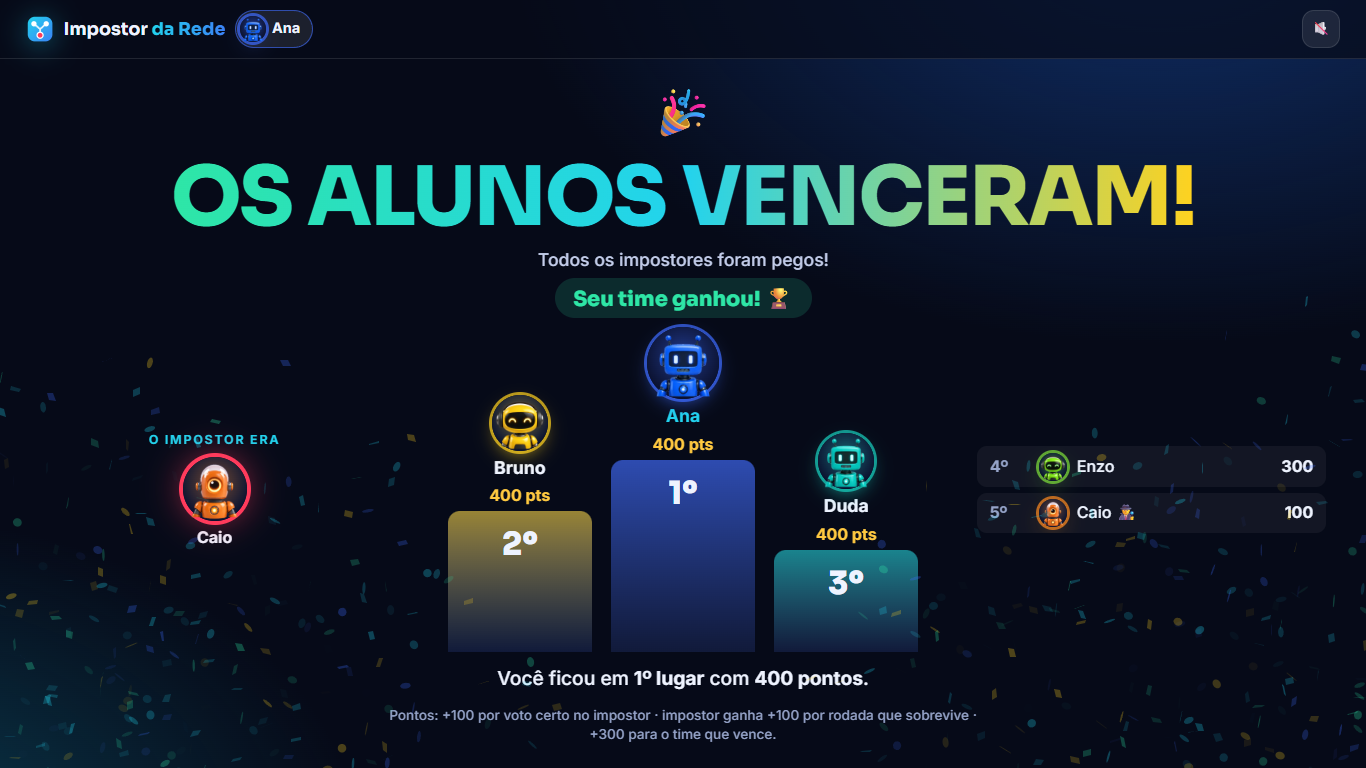 Impostor da Rede
Ana
OS ALUNOS VENCERAM!
Todos os impostores foram pegos!
Seu time ganhou!
O IMPOSTOR ERA
Caio
Bruno
400 pts
2º
Ana
400 pts
1º
Duda
400 pts
3º
4º Enzo 300
5º Caio 100
Você ficou em 1º lugar com 400 pontos.
Pontos: +100 por voto certo no impostor · impostor ganha +100 por rodada que sobrevive ·
+300 para o time que vence.